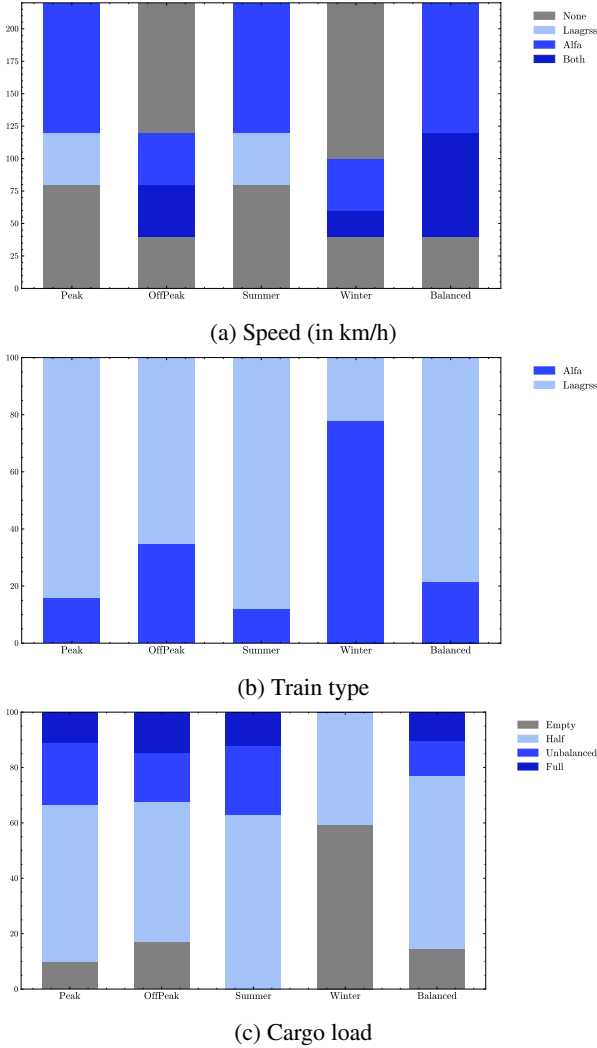 200
175
150
125
100
75
50
25
0
Peak OffPeak Summer Winter Balanced
None
Laagrss
Alfa
Both
(a) Speed (in km/h)
100
80
60
40
20
0
Peak OffPeak Summer Winter Balanced
Alfa
Laagrss
(b) Train type
100
80
60
40
20
0
Peak OffPeak Summer Winter Balanced
Empty
Half
Unbalanced
Full
(c) Cargo load